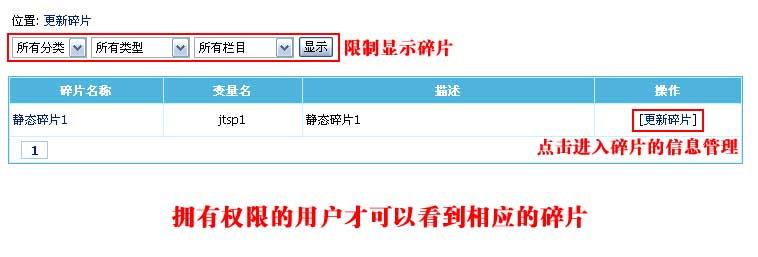 位置: 更新碎片
所有分类 所有类型 所有栏目 显示 限制显示碎片
碎片名称 变量名 描述 操作
静态碎片1 jtsp1 静态碎片1 [更新碎片]
1 点击进入碎片的信息管理
拥有权限的用户才可以看到相应的碎片